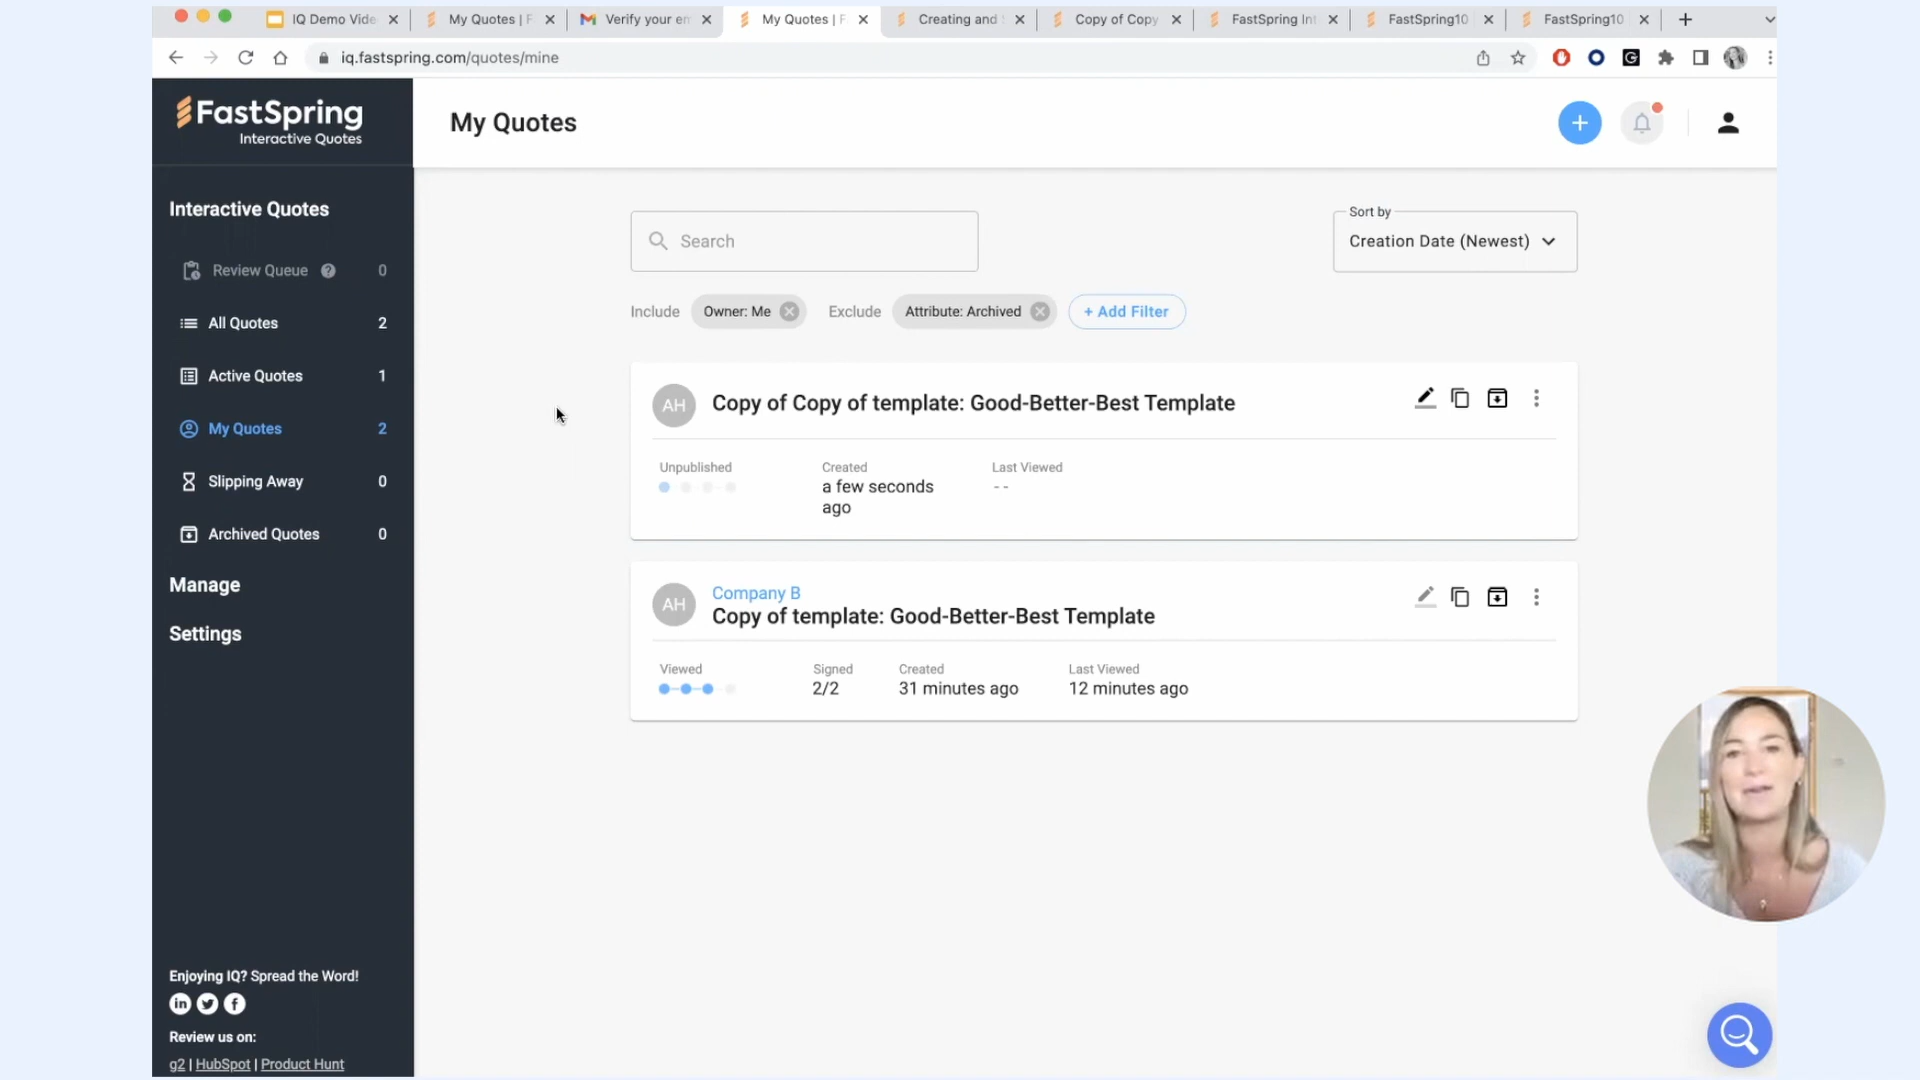 IQ Demo Vide
My Quotes | F
Verify your em
My Quotes | F
Creating and
Copy of Copy
FastSpring In
FastSpring10
FastSpring10
iq.fastspring.com/quotes/mine
FastSpring
Interactive Quotes
My Quotes
Interactive Quotes
Review Queue ? 0
All Quotes 2
Active Quotes 1
My Quotes 2
Slipping Away 0
Archived Quotes 0
Manage
Settings
Enjoying IQ? Spread the Word!
Review us on:
g2 | HubSpot | Product Hunt
Search
Sort by
Creation Date (Newest)
Include Owner: Me Exclude Attribute: Archived + Add Filter
AH Copy of Copy of template: Good-Better-Best Template
Unpublished Created Last Viewed
a few seconds - -
ago
Company B
AH Copy of template: Good-Better-Best Template
Viewed Signed Created Last Viewed
2/2 31 minutes ago 12 minutes ago